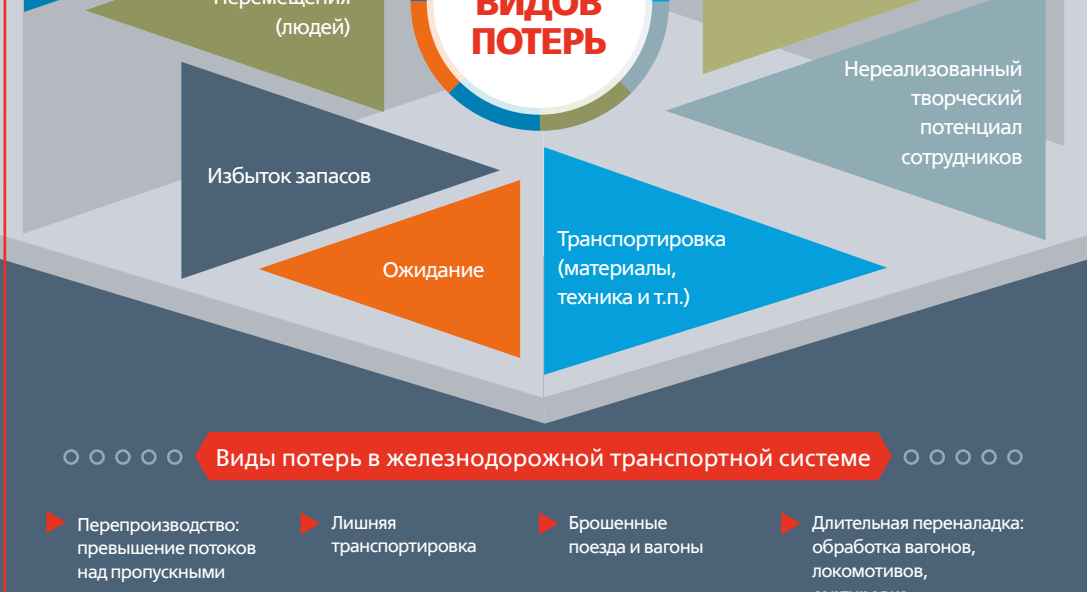 Перемещения
(людей)
ВИДОВ
ПОТЕРЬ
Нереализованный
творческий
потенциал
сотрудников
Избыток запасов
Ожидание
Транспортировка
(материалы,
техника и т.п.)
Виды потерь в железнодорожной транспортной системе
Перепроизводство:
превышение потоков
над пропускными
Лишняя
транспортировка
Брошенные
поезда и вагоны
Длительная переналадка:
обработка вагонов,
локомотивов,